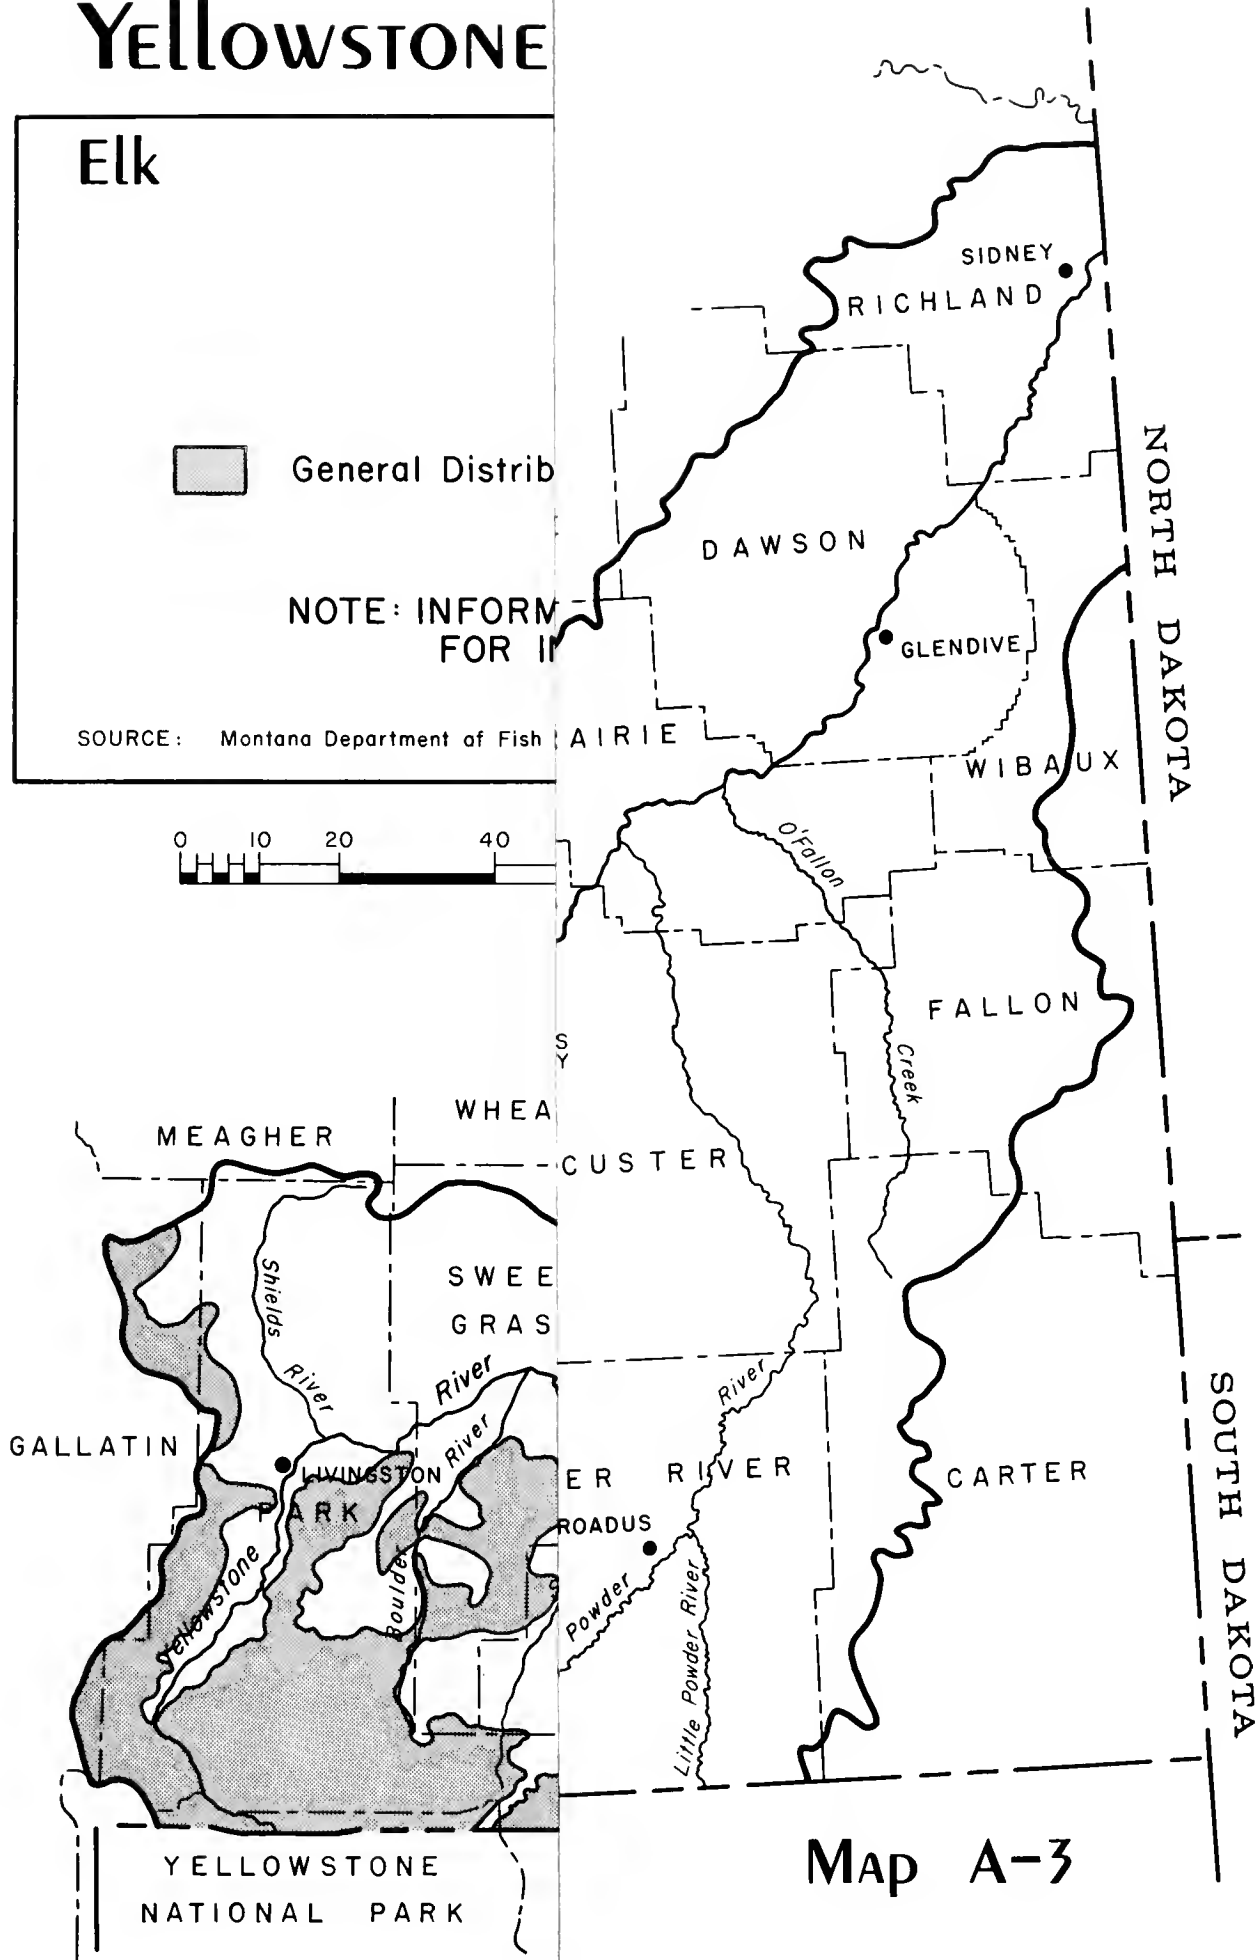 YEllOWSTONE
Elk
General Distrib
NOTE: INFORM
FOR I
SOURCE: Montana Department of Fish
0 10 20 40
SIDNEY
RICHLAND
DAWSON
GLENDIVE
AIRIE
WIBAUX
O'Fallon
Creek
FALLON
NORTH DAKOTA
S
Y
WHEA
MEAGHER
CUSTER
SWEE
GRAS
Shields
River
River
River
River
GALLATIN
LIVINGSTON
PARK
ER RIVER
CARTER
ROADUS
Yellowstone
Boulder
Powder
Little Powder River
SOUTH DAKOTA
YELLOWSTONE
NATIONAL PARK
MAP A-3